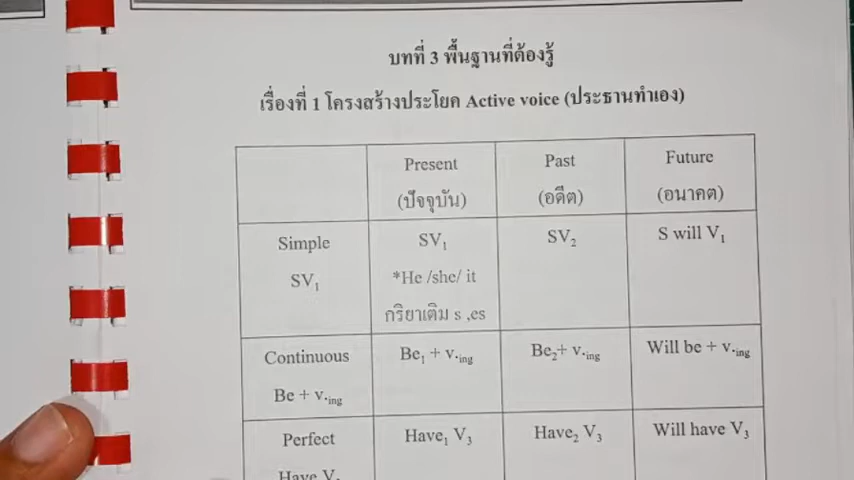 บทที่ 3 พื้นฐานที่ต้องรู้
เรื่องที่ 1 โครงสร้างประโยค Active voice (ประธานทำเอง)
Present Past Future
(ปัจจุบัน) (อดีต) (อนาคต)
Simple SV₁ SV₂ S will V₁
SV₁ *He /she/ it
กริยาเติม s ,es
Continuous Be₁ + v.ing Be₂+ v.ing Will be + v.ing
Be + v.ing
Perfect Have₁ V₃ Have₂ V₃ Will have V₃
Have V